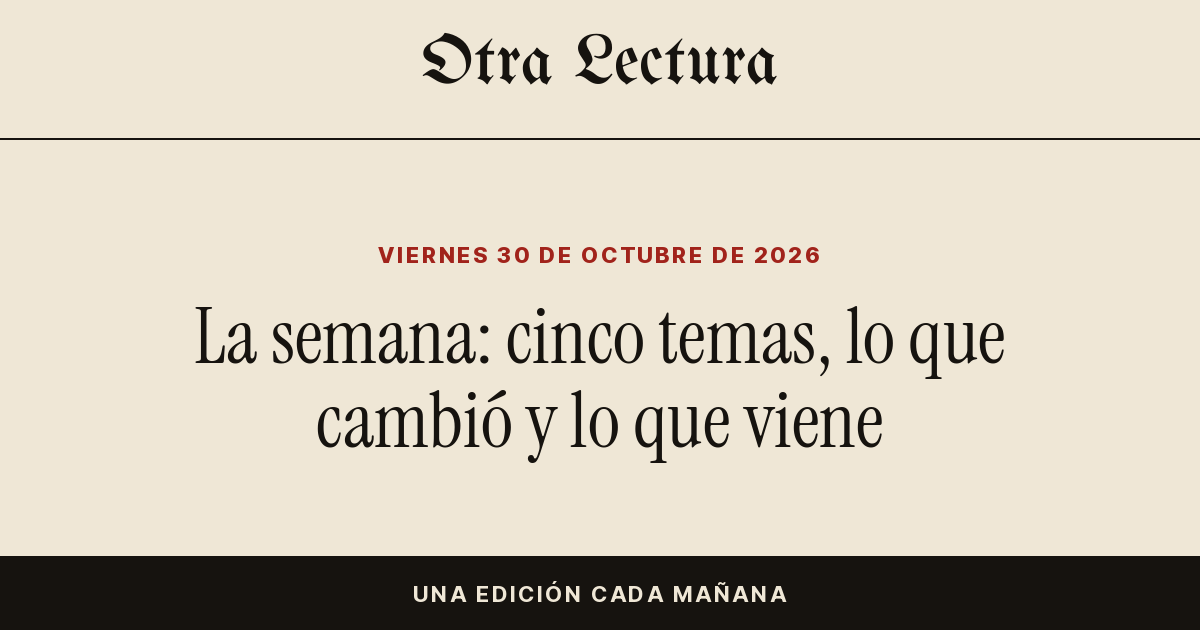 Otra Lectura
VIERNES 30 DE OCTUBRE DE 2026
La semana: cinco temas, lo que
cambió y lo que viene
UNA EDICIÓN CADA MAÑANA